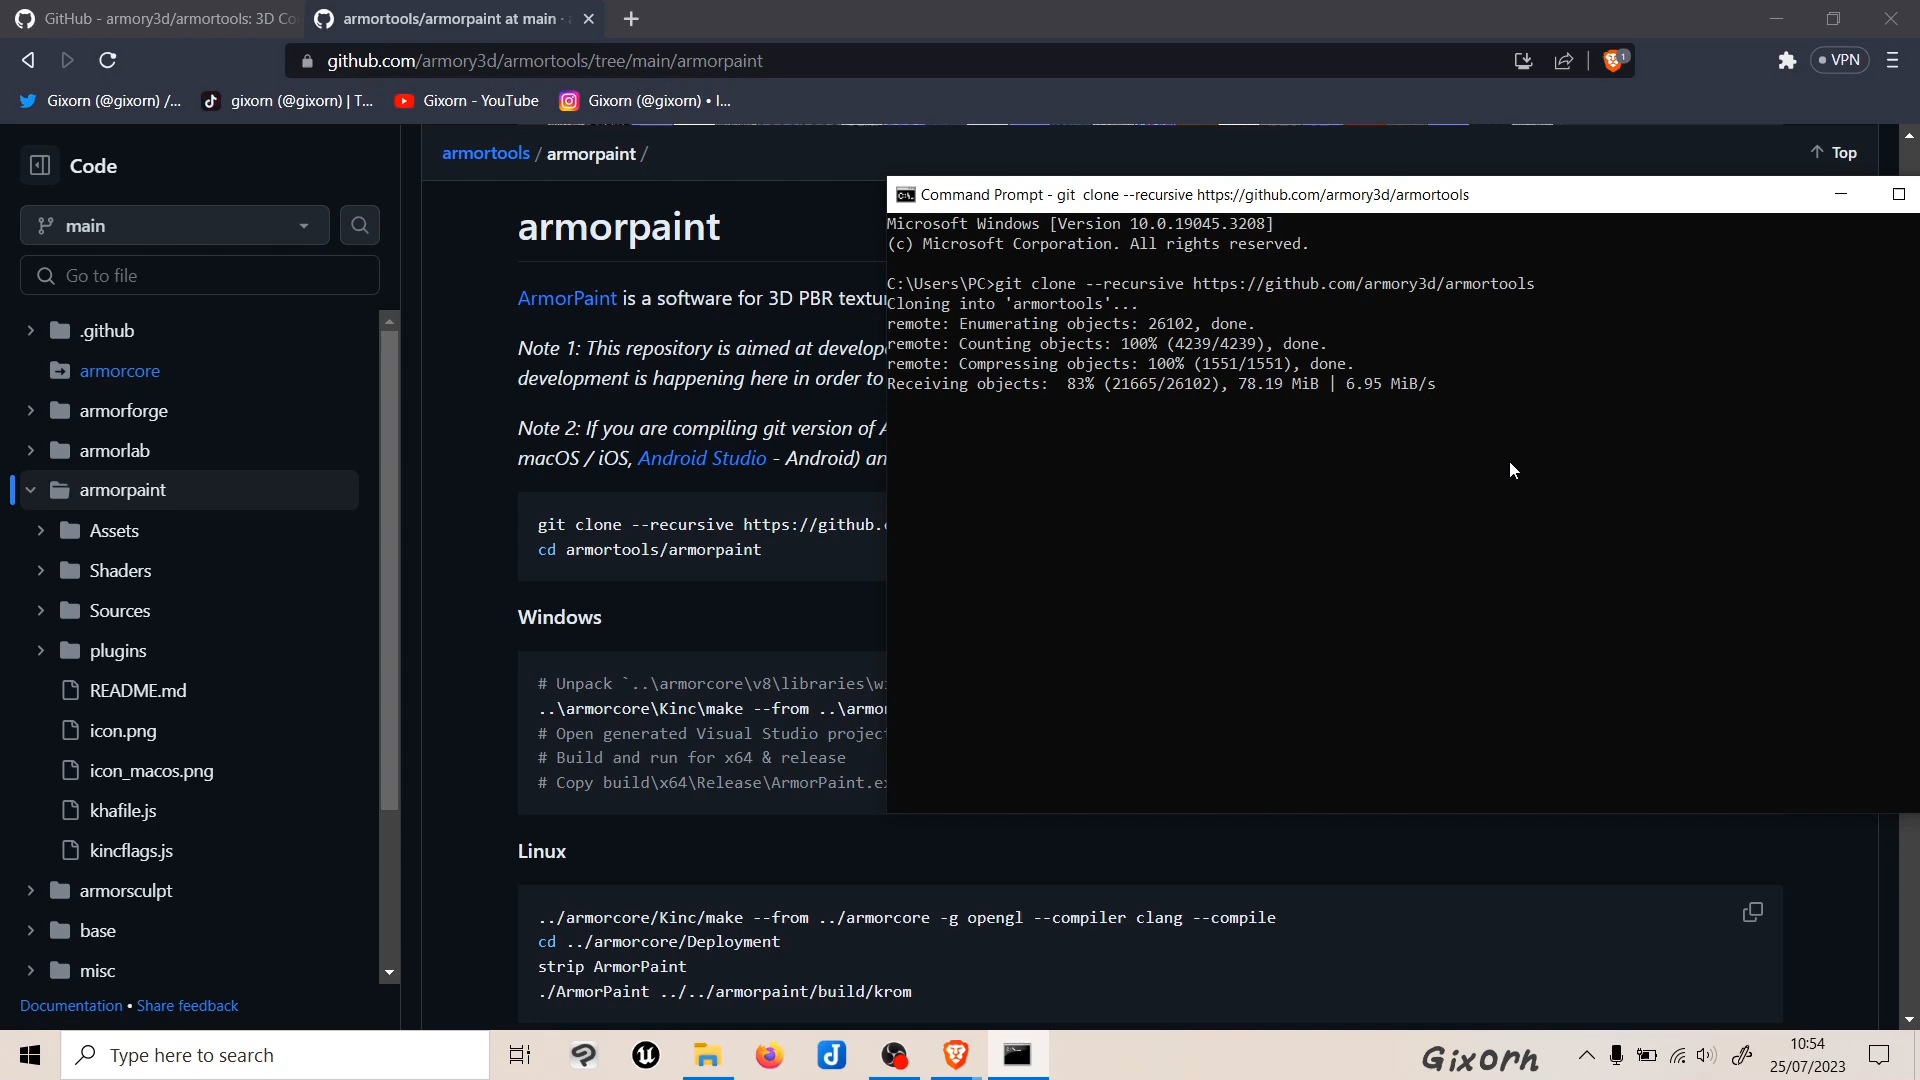 GitHub - armory3d/armortools: 3D Co
armortools/armorpaint at main ·
github.com/armory3d/armortools/tree/main/armorpaint
1
VPN
Gixorn (@gixorn) /...
gixorn (@gixorn) | T...
Gixorn - YouTube
Gixorn (@gixorn) • I...
Code
main
Go to file
.github
armorcore
armorforge
armorlab
armorpaint
Assets
Shaders
Sources
plugins
README.md
icon.png
icon_macos.png
khafile.js
kincflags.js
armorsculpt
base
misc
Documentation • Share feedback
armortools / armorpaint /
Top
armorpaint
ArmorPaint is a software for 3D PBR
Note 1: This repository is aimed at
development is happening here in order to
Note 2: If you are compiling git version of
macOS / iOS, Android Studio - Android)
git clone --recursive https://github.
cd armortools/armorpaint
Windows
# Unpack `..\armorcore\v8\libraries\
..\armorcore\Kinc\make --from ..\
# Open generated Visual Studio
# Build and run for x64 & release
# Copy build\x64\Release\ArmorPaint.
Linux
../armorcore/Kinc/make --from ../armorcore -g opengl --compiler clang --compile
cd ../armorcore/Deployment
strip ArmorPaint
./ArmorPaint ../../armorpaint/build/krom
Command Prompt - git  clone --recursive https://github.com/armory3d/armortools
Microsoft Windows [Version 10.0.19045.3208]
(c) Microsoft Corporation. All rights reserved.
C:\Users\PC>git clone --recursive https://github.com/armory3d/armortools
Cloning into 'armortools'...
remote: Enumerating objects: 26102, done.
remote: Counting objects: 100% (4239/4239), done.
remote: Compressing objects: 100% (1551/1551), done.
Receiving objects:  83% (21665/26102), 78.19 MiB | 6.95 MiB/s
Type here to search
Gixorn
10:54
25/07/2023